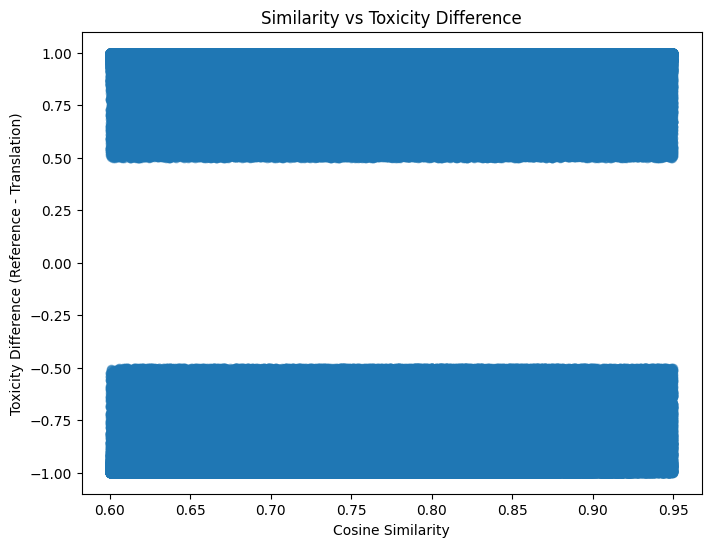 Similarity vs Toxicity Difference
Toxicity Difference (Reference - Translation)
1.00
0.75
0.50
0.25
0.00
−0.25
−0.50
−0.75
−1.00
0.60 0.65 0.70 0.75 0.80 0.85 0.90 0.95
Cosine Similarity